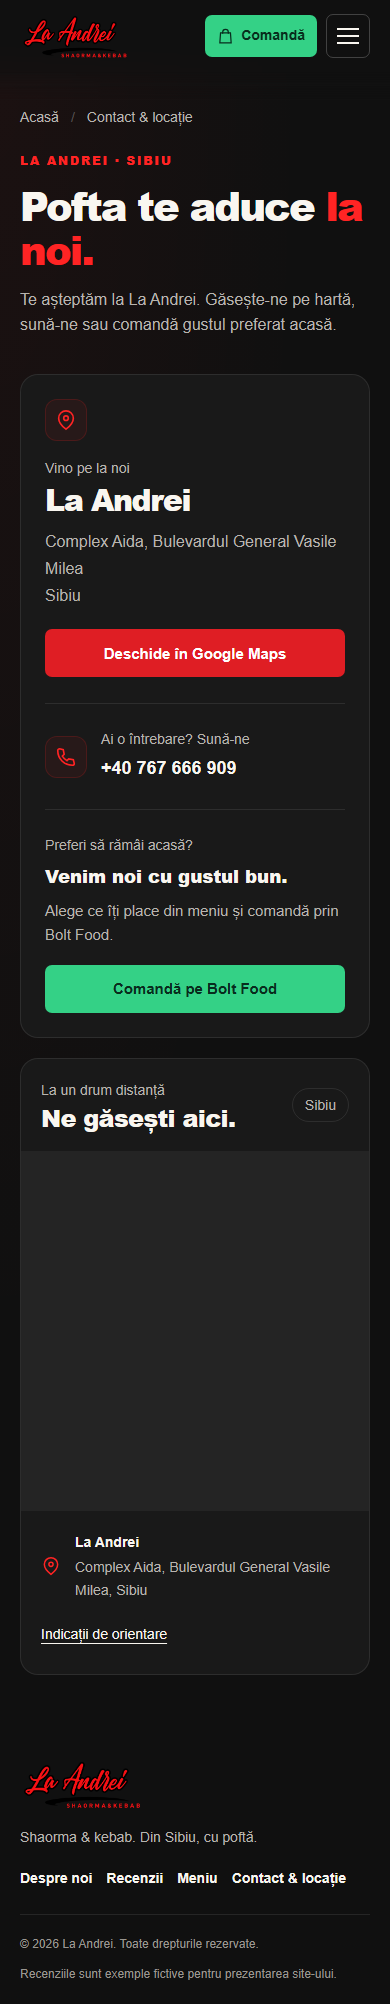 La Andrei
SHAORMA&KEBAB
Comandă
Acasă / Contact & locație
LA ANDREI · SIBIU
Pofta te aduce la
noi.
Te așteptăm la La Andrei. Găsește-ne pe hartă,
sună-ne sau comandă gustul preferat acasă.
Vino pe la noi
La Andrei
Complex Aida, Bulevardul General Vasile
Milea
Sibiu
Deschide în Google Maps
Ai o întrebare? Sună-ne
+40 767 666 909
Preferi să rămâi acasă?
Venim noi cu gustul bun.
Alege ce îți place din meniu și comandă prin
Bolt Food.
Comandă pe Bolt Food
La un drum distanță
Ne găsești aici.
Sibiu
La Andrei
Complex Aida, Bulevardul General Vasile
Milea, Sibiu
Indicații de orientare
La Andrei
SHAORMA&KEBAB
Shaorma & kebab. Din Sibiu, cu poftă.
Despre noi Recenzii Meniu Contact & locație
© 2026 La Andrei. Toate drepturile rezervate.
Recenziile sunt exemple fictive pentru prezentarea site-ului.